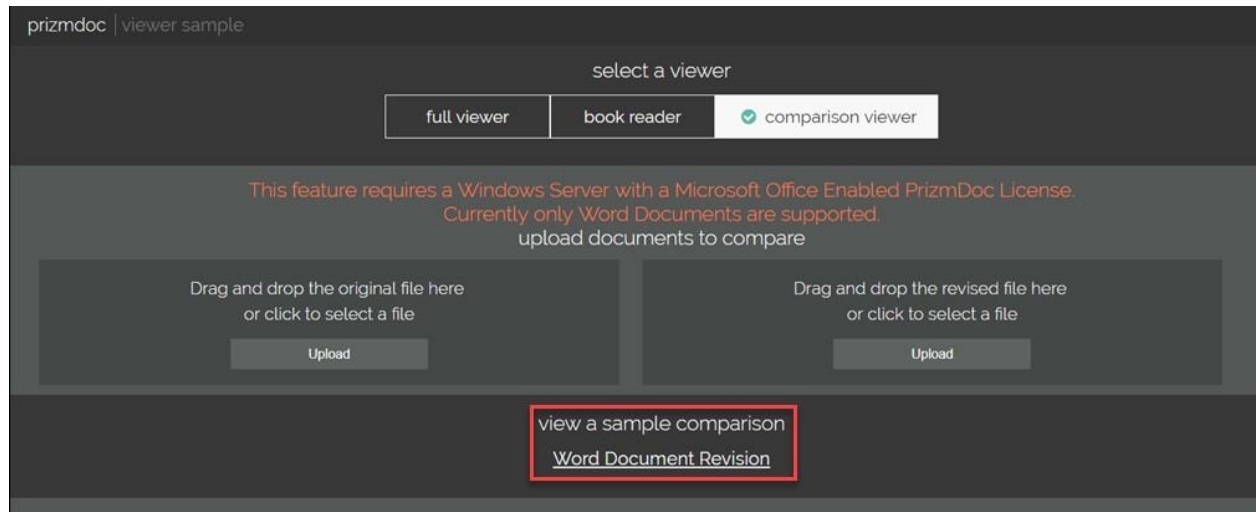 prizmdoc | viewer sample
select a viewer
full viewer
book reader
comparison viewer
This feature requires a Windows Server with a Microsoft Office Enabled PrizmDoc License.
Currently only Word Documents are supported.
upload documents to compare
Drag and drop the original file here
or click to select a file
Upload
Drag and drop the revised file here
or click to select a file
Upload
view a sample comparison
Word Document Revision